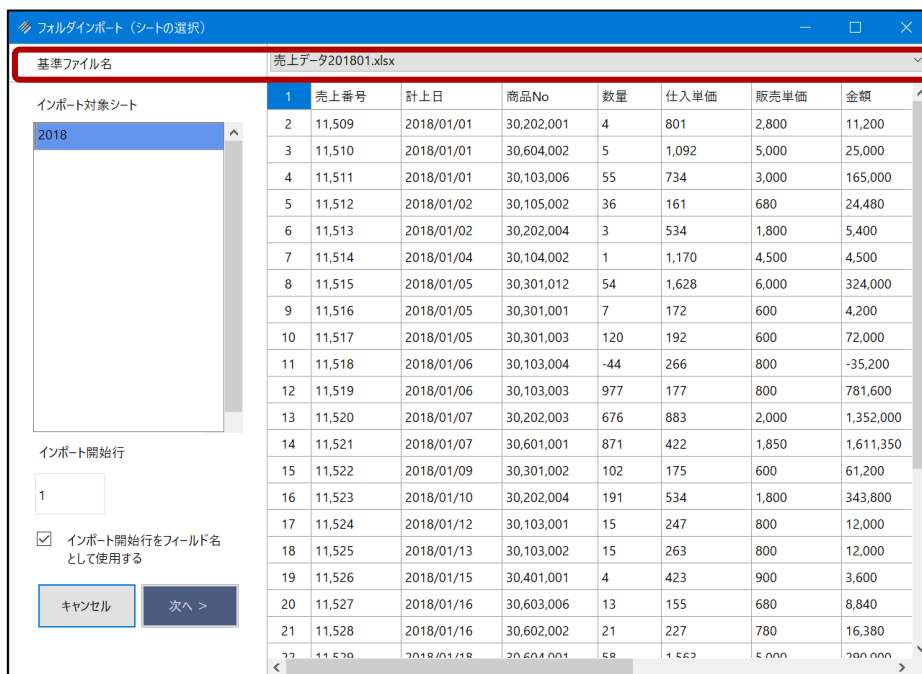 フォルダインポート（シートの選択）
基準ファイル名 売上データ201801.xlsx
インポート対象シート
2018
インポート開始行
1
インポート開始行をフィールド名
として使用する
キャンセル 次へ >
1 売上番号 計上日 商品No 数量 仕入単価 販売単価 金額
2 11,509 2018/01/01 30,202,001 4 801 2,800 11,200
3 11,510 2018/01/01 30,604,002 5 1,092 5,000 25,000
4 11,511 2018/01/01 30,103,006 55 734 3,000 165,000
5 11,512 2018/01/02 30,105,002 36 161 680 24,480
6 11,513 2018/01/02 30,202,004 3 534 1,800 5,400
7 11,514 2018/01/04 30,104,002 1 1,170 4,500 4,500
8 11,515 2018/01/05 30,301,012 54 1,628 6,000 324,000
9 11,516 2018/01/05 30,301,001 7 172 600 4,200
10 11,517 2018/01/05 30,301,003 120 192 600 72,000
11 11,518 2018/01/06 30,103,004 -44 266 800 -35,200
12 11,519 2018/01/06 30,103,003 977 177 800 781,600
13 11,520 2018/01/07 30,202,003 676 883 2,000 1,352,000
14 11,521 2018/01/07 30,601,001 871 422 1,850 1,611,350
15 11,522 2018/01/09 30,301,002 102 175 600 61,200
16 11,523 2018/01/10 30,202,004 191 534 1,800 343,800
17 11,524 2018/01/12 30,103,001 15 247 800 12,000
18 11,525 2018/01/13 30,103,002 15 263 800 12,000
19 11,526 2018/01/15 30,401,001 4 423 900 3,600
20 11,527 2018/01/16 30,603,006 13 155 680 8,840
21 11,528 2018/01/16 30,602,002 21 227 780 16,380
22 11,529 2018/01/18 30,604,001 58 1,563 5,000 290,000